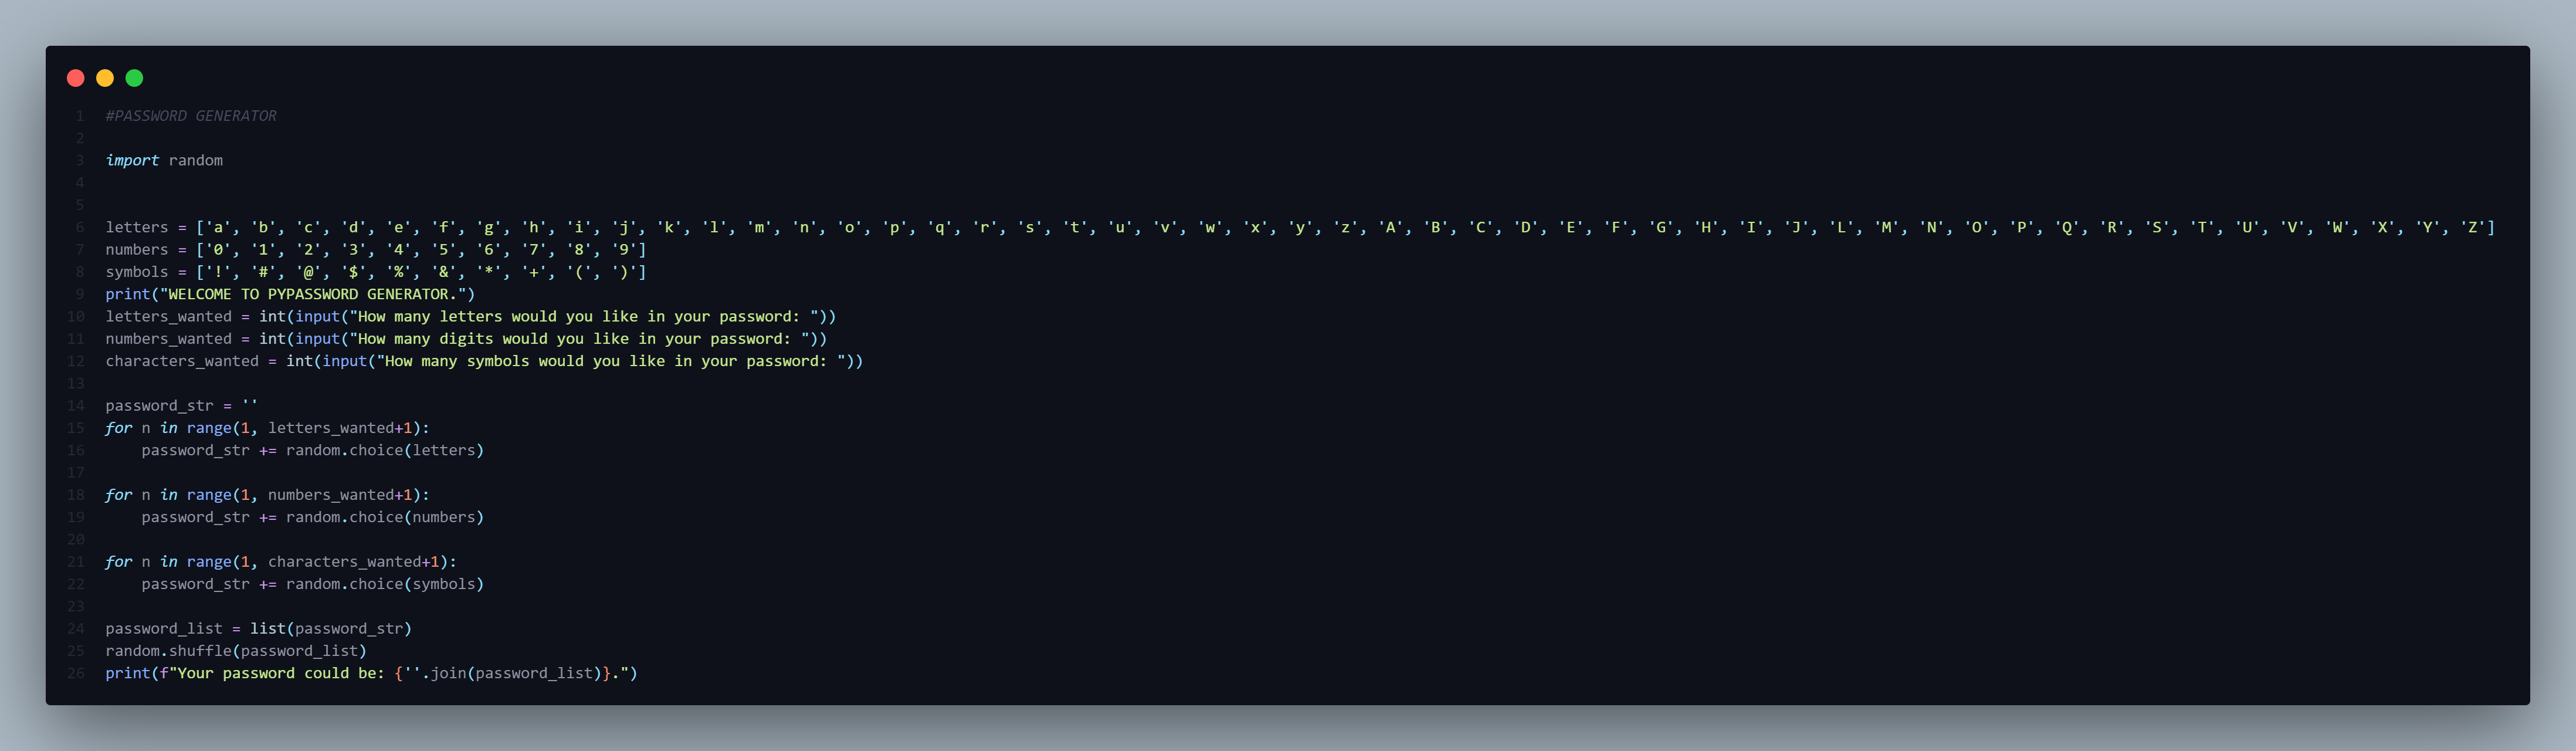 1 #PASSWORD GENERATOR
2
3 import random
4
5
6 letters = ['a', 'b', 'c', 'd', 'e', 'f', 'g', 'h', 'i', 'j', 'k', 'l', 'm', 'n', 'o', 'p', 'q', 'r', 's', 't', 'u', 'v', 'w', 'x', 'y', 'z', 'A', 'B', 'C', 'D', 'E', 'F', 'G', 'H', 'I', 'J', 'L', 'M', 'N', 'O', 'P', 'Q', 'R', 'S', 'T', 'U', 'V', 'W', 'X', 'Y', 'Z']
7 numbers = ['0', '1', '2', '3', '4', '5', '6', '7', '8', '9']
8 symbols = ['!', '#', '@', '$', '%', '&', '*', '+', '(', ')']
9 print("WELCOME TO PYPASSWORD GENERATOR.")
10 letters_wanted = int(input("How many letters would you like in your password: "))
11 numbers_wanted = int(input("How many digits would you like in your password: "))
12 characters_wanted = int(input("How many symbols would you like in your password: "))
13
14 password_str = ''
15 for n in range(1, letters_wanted+1):
16     password_str += random.choice(letters)
17
18 for n in range(1, numbers_wanted+1):
19     password_str += random.choice(numbers)
20
21 for n in range(1, characters_wanted+1):
22     password_str += random.choice(symbols)
23
24 password_list = list(password_str)
25 random.shuffle(password_list)
26 print(f"Your password could be: {''.join(password_list)}.")